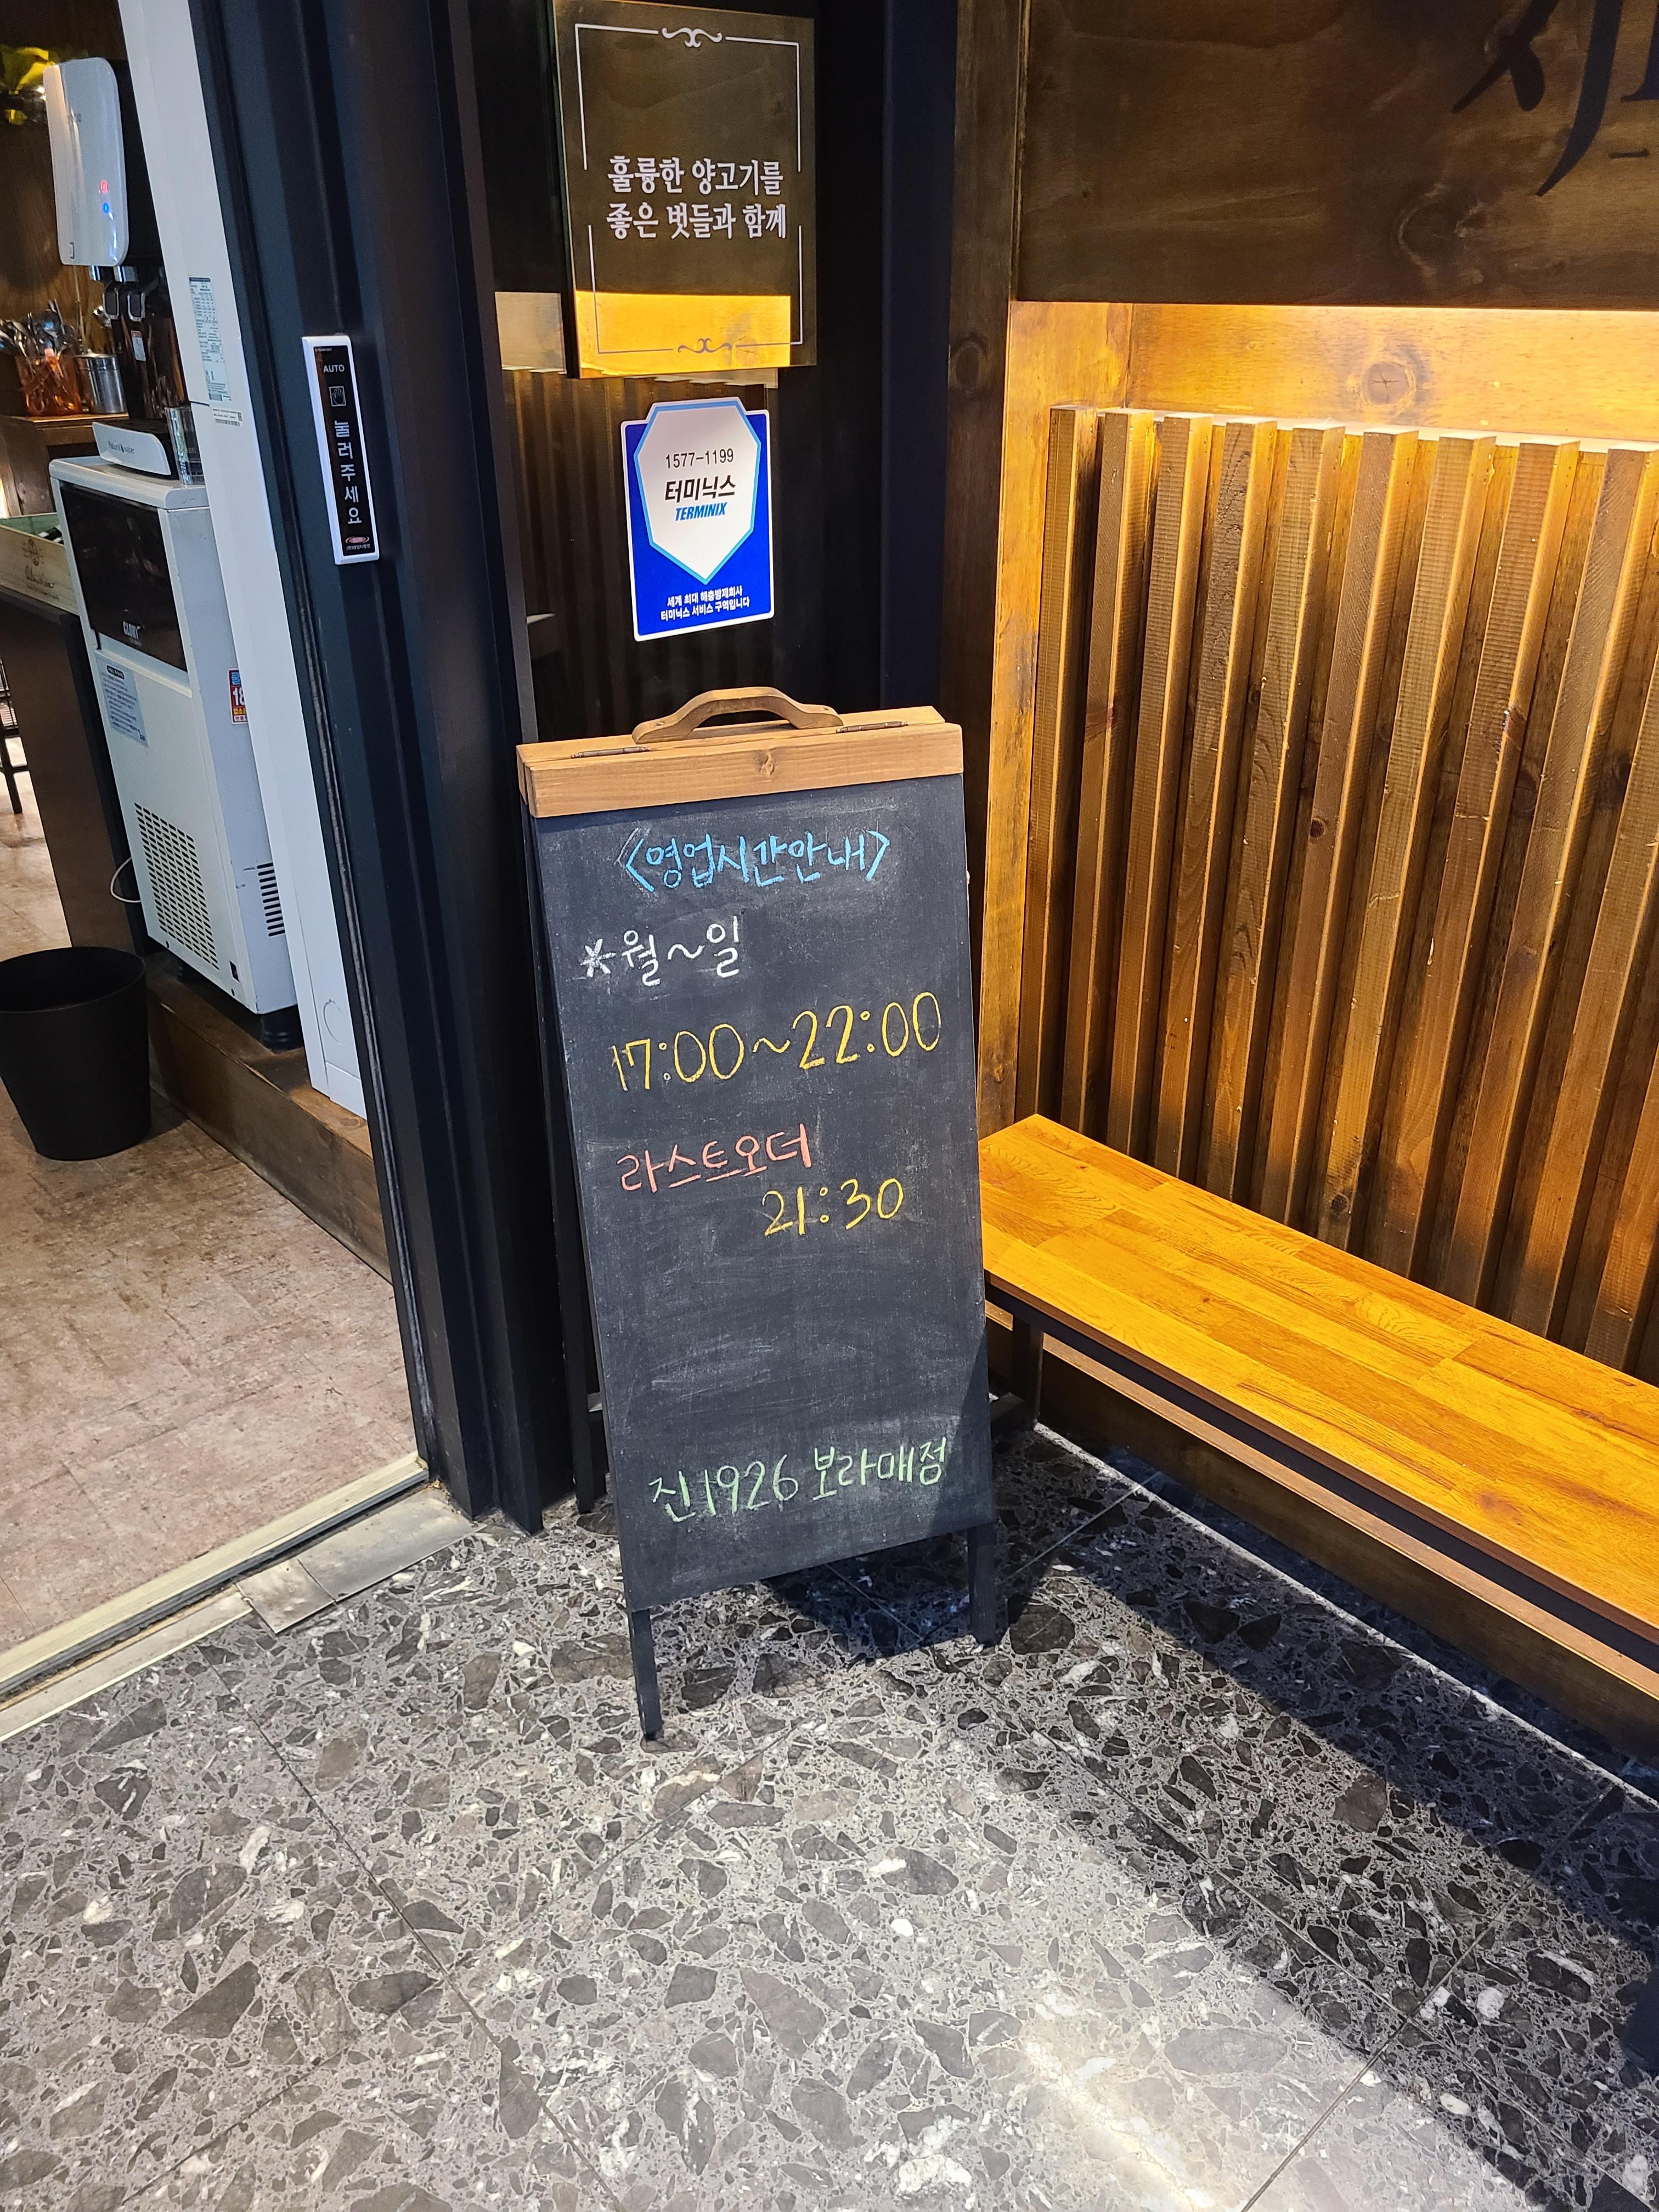 훌륭한 양고기를
좋은 벗들과 함께
AUTO
눌러주세요
1577-1199
터미닉스
TERMINIX
세계 최대 해충방제회사
터미닉스 서비스 구역입니다
<영업시간안내>
*월~일
17:00~22:00
라스트오더
21:30
진1926 보라매점